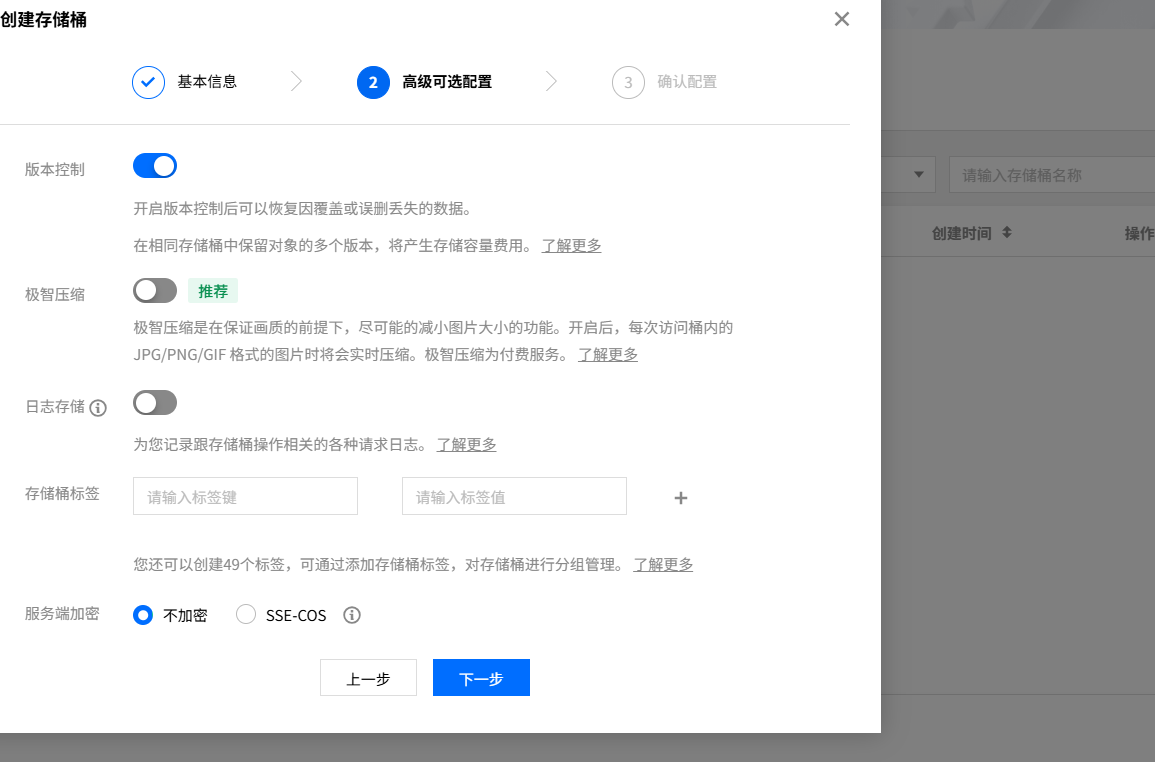 创建存储桶
基本信息
2 高级可选配置
3 确认配置
请输入存储桶名称
创建时间 操作
版本控制
开启版本控制后可以恢复因覆盖或误删丢失的数据。
在相同存储桶中保留对象的多个版本，将产生存储容量费用。 了解更多
极智压缩 推荐
极智压缩是在保证画质的前提下，尽可能的减小图片大小的功能。开启后，每次访问桶内的
JPG/PNG/GIF 格式的图片时将会实时压缩。极智压缩为付费服务。 了解更多
日志存储
为您记录跟存储桶操作相关的各种请求日志。 了解更多
存储桶标签 请输入标签键 请输入标签值
您还可以创建49个标签，可通过添加存储桶标签，对存储桶进行分组管理。 了解更多
服务端加密 不加密 SSE-COS
上一步 下一步